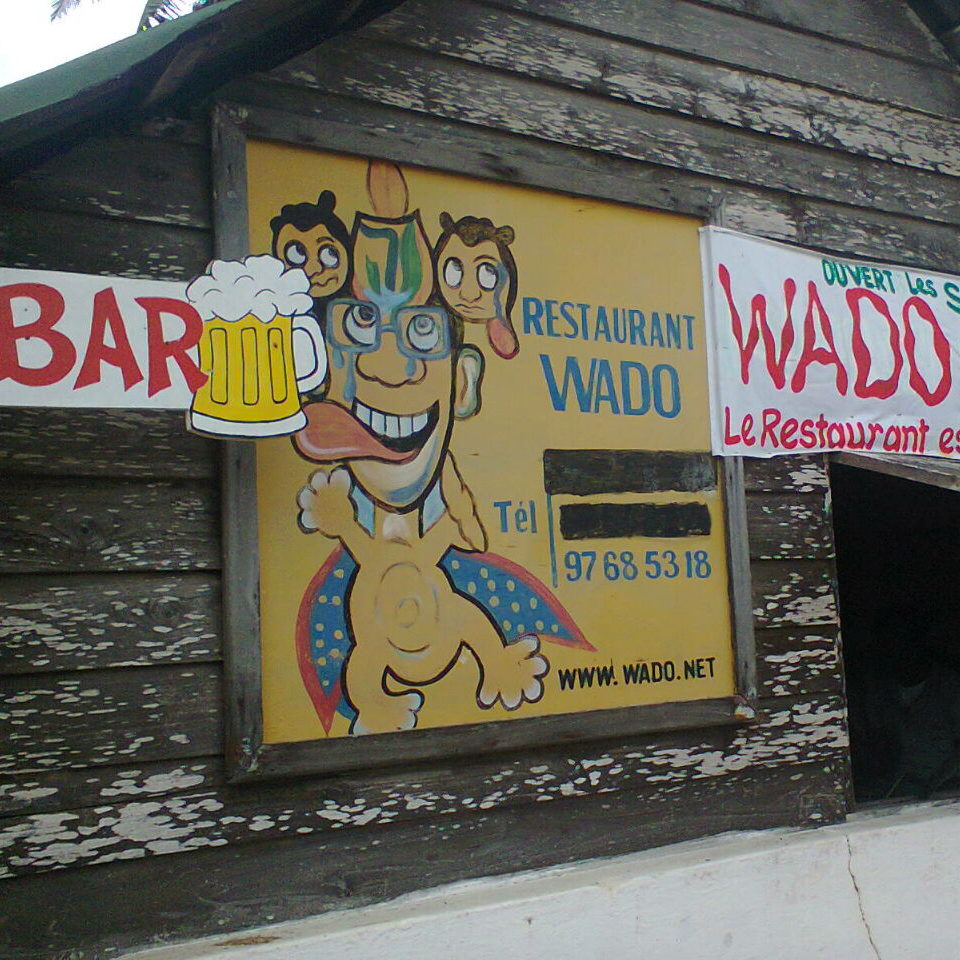 BAR
RESTAURANT
WADO
Tél
97 68 53 18
WWW. WADO. NET
OUVERT Les
WADO
Le Restaurant